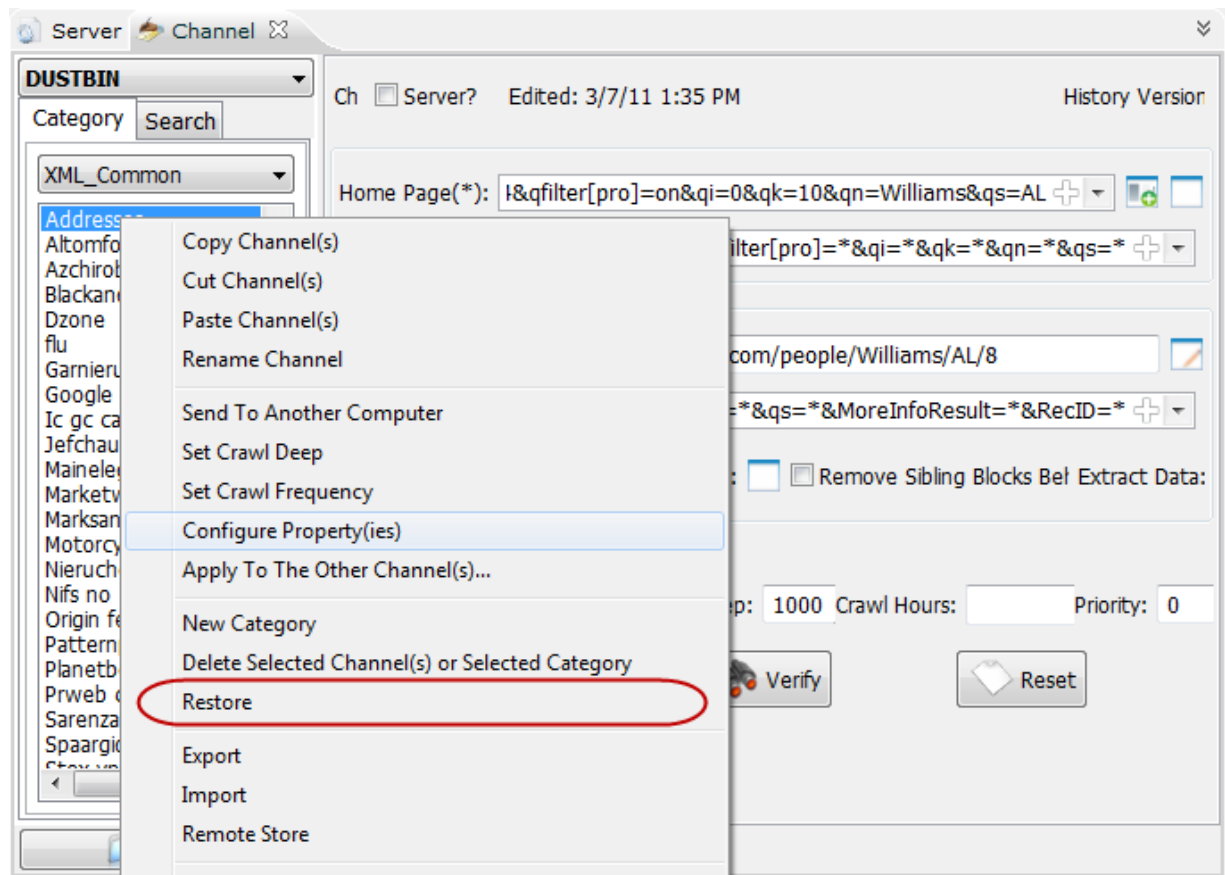 Server Channel
DUSTBIN
Category Search
XML_Common
Addresses
Altomfo
Azchirob
Blackand
Dzone
flu
Garnieru
Google
Ic gc ca
Jefchau
Maineleg
Marketw
Marksan
Motorcy
Nieruch
Nifs no
Origin fe
Pattern
Planetb
Prweb
Sarenza
Spaargid
Copy Channel(s)
Cut Channel(s)
Paste Channel(s)
Rename Channel
Send To Another Computer
Set Crawl Deep
Set Crawl Frequency
Configure Property(ies)
Apply To The Other Channel(s)...
New Category
Delete Selected Channel(s) or Selected Category
Restore
Export
Import
Remote Store
Ch Server? Edited: 3/7/11 1:35 PM History Version
Home Page(*): &qfilter[pro]=on&qi=0&qk=10&qn=Williams&qs=AL
ilter[pro]=*&qi=*&qk=*&qn=*&qs=*
com/people/Williams/AL/8
=*&qs=*&MoreInfoResult=*&RecID=*
: Remove Sibling Blocks Beh Extract Data:
ep: 1000 Crawl Hours: Priority: 0
Verify Reset